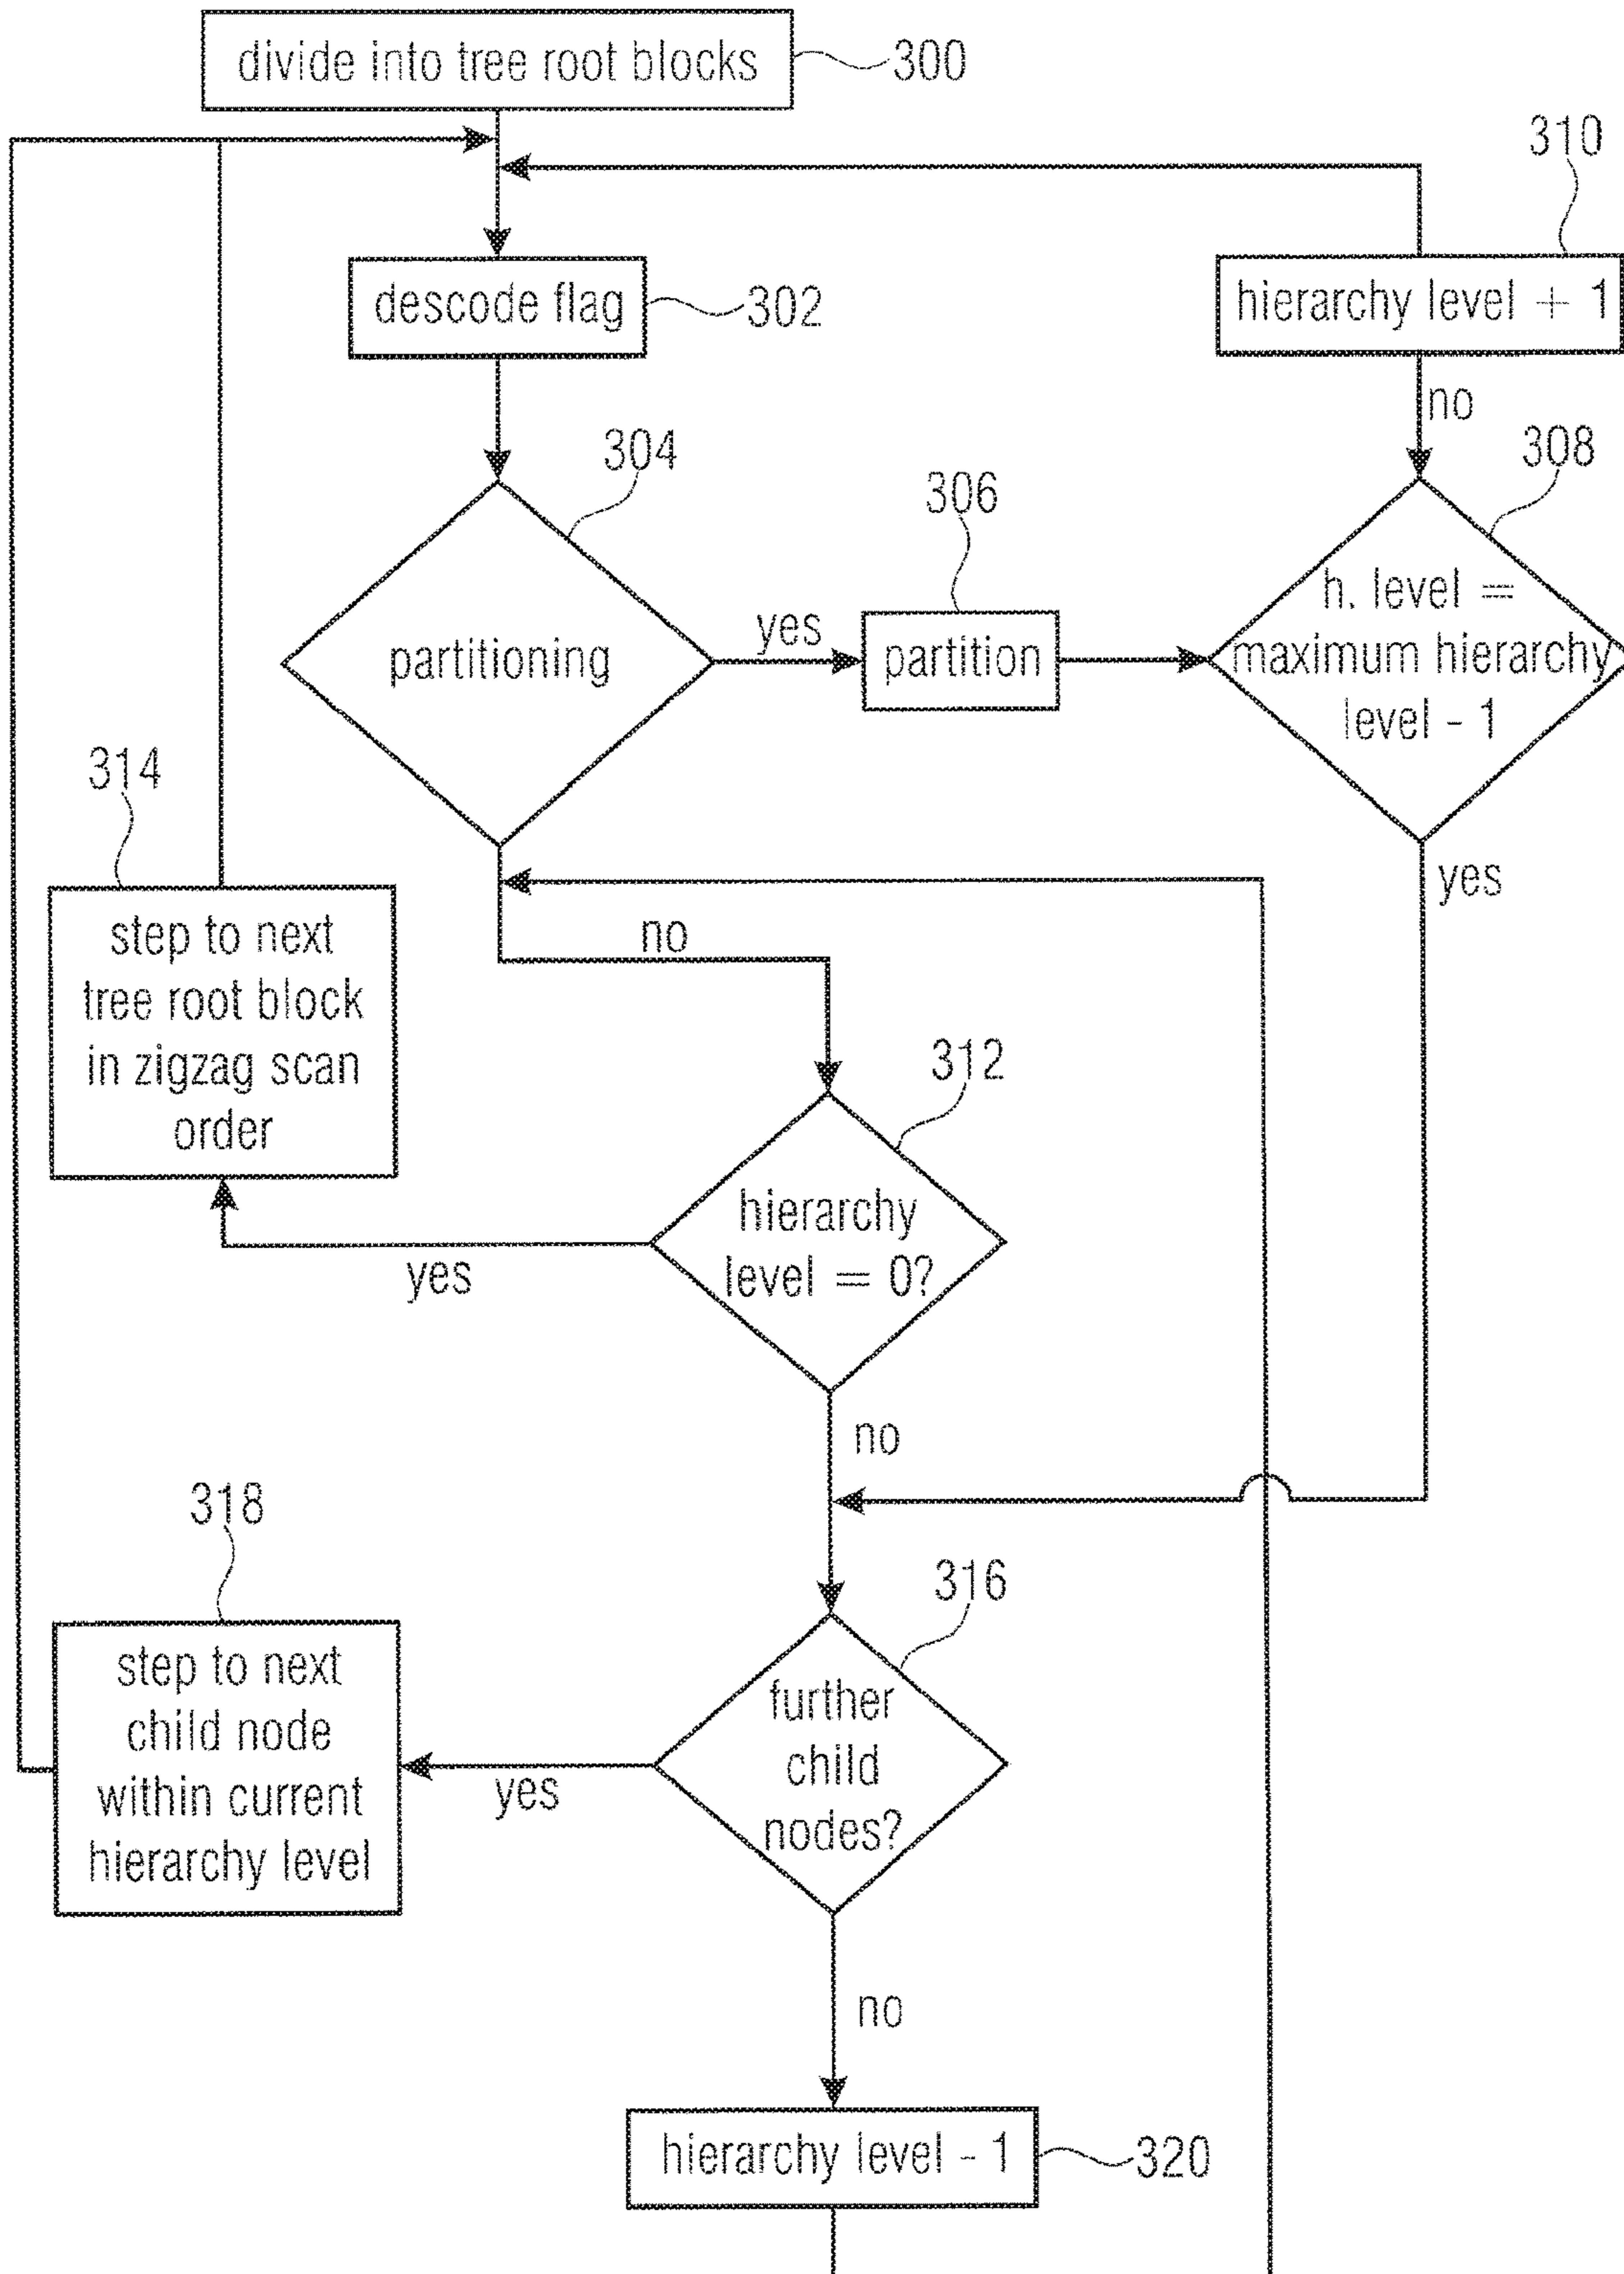 divide into tree root blocks
300
310
descode flag
302
hierarchy level + 1
no
304
308
306
h. level =
maximum hierarchy
level - 1
partitioning
yes
partition
314
yes
step to next
tree root block
in zigzag scan
order
no
312
hierarchy
level = 0?
yes
no
318
316
step to next
child node
within current
hierarchy level
further
child
nodes?
yes
no
hierarchy level - 1
320